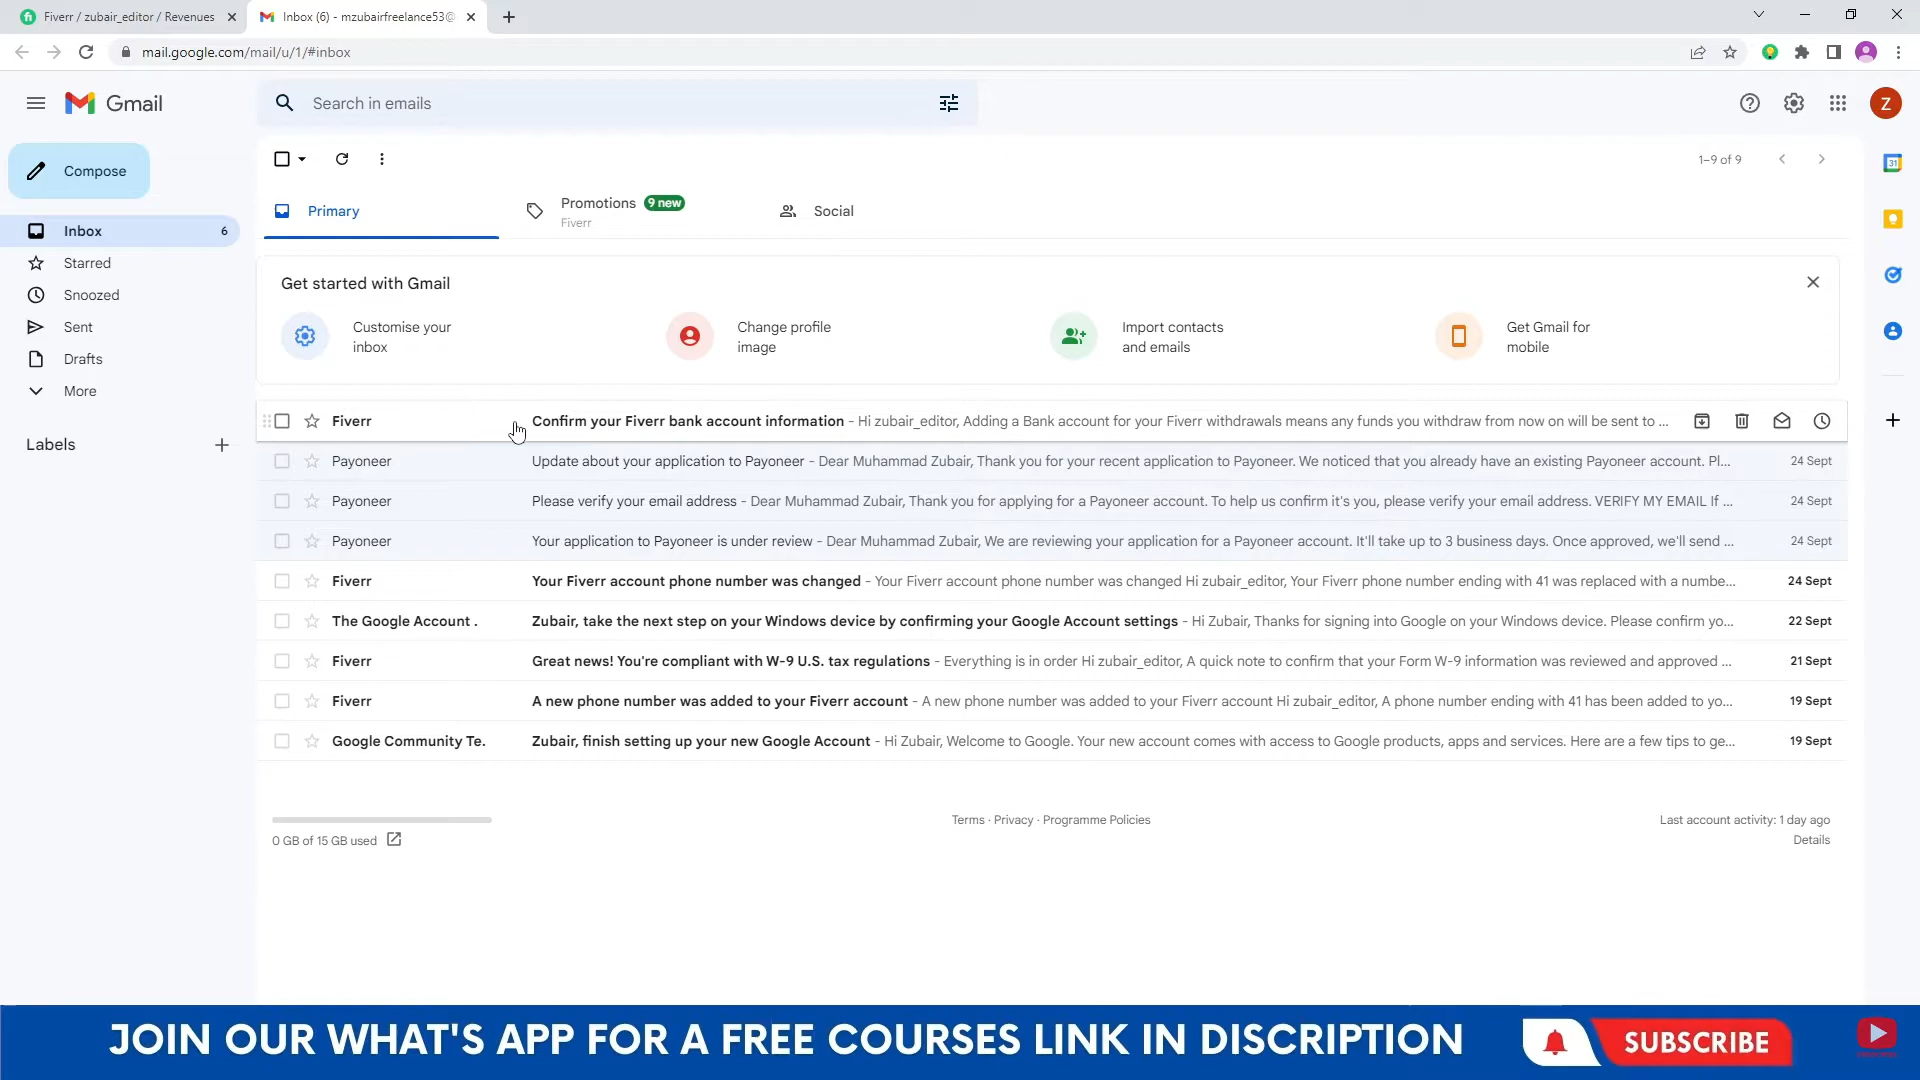 Fiverr / zubair_editor / Revenues
Inbox (6) - mzubairfreelance53@
mail.google.com/mail/u/1/#inbox
Gmail
Search in emails
Z
Compose
1–9 of 9
Primary
Promotions 9 new
Fiverr
Social
Inbox 6
Starred
Snoozed
Sent
Drafts
More
Labels
Get started with Gmail
Customise your
inbox
Change profile
image
Import contacts
and emails
Get Gmail for
mobile
Fiverr Confirm your Fiverr bank account information - Hi zubair_editor, Adding a Bank account for your Fiverr withdrawals means any funds you withdraw from now on will be sent to ...
Payoneer Update about your application to Payoneer - Dear Muhammad Zubair, Thank you for your recent application to Payoneer. We noticed that you already have an existing Payoneer account. Pl... 24 Sept
Payoneer Please verify your email address - Dear Muhammad Zubair, Thank you for applying for a Payoneer account. To help us confirm it's you, please verify your email address. VERIFY MY EMAIL If ... 24 Sept
Payoneer Your application to Payoneer is under review - Dear Muhammad Zubair, We are reviewing your application for a Payoneer account. It'll take up to 3 business days. Once approved, we'll send ... 24 Sept
Fiverr Your Fiverr account phone number was changed - Your Fiverr account phone number was changed Hi zubair_editor, Your Fiverr phone number ending with 41 was replaced with a numbe... 24 Sept
The Google Account . Zubair, take the next step on your Windows device by confirming your Google Account settings - Hi Zubair, Thanks for signing into Google on your Windows device. Please confirm yo... 22 Sept
Fiverr Great news! You're compliant with W-9 U.S. tax regulations - Everything is in order Hi zubair_editor, A quick note to confirm that your Form W-9 information was reviewed and approved ... 21 Sept
Fiverr A new phone number was added to your Fiverr account - A new phone number was added to your Fiverr account Hi zubair_editor, A phone number ending with 41 has been added to yo... 19 Sept
Google Community Te. Zubair, finish setting up your new Google Account - Hi Zubair, Welcome to Google. Your new account comes with access to Google products, apps and services. Here are a few tips to ge... 19 Sept
0 GB of 15 GB used
Terms · Privacy · Programme Policies
Last account activity: 1 day ago
Details
31
JOIN OUR WHAT'S APP FOR A FREE COURSES LINK IN DISCRIPTION
SUBSCRIBE